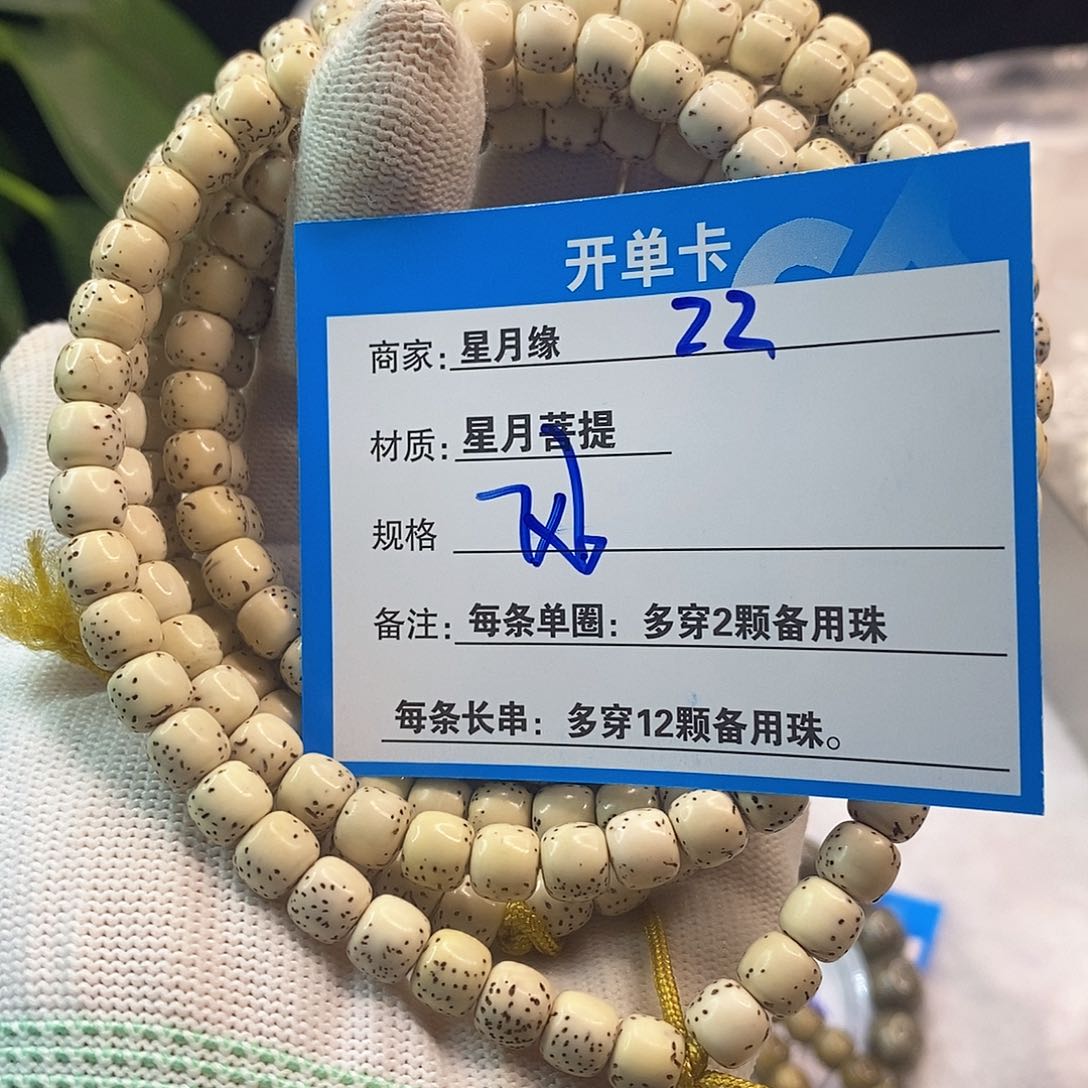 开单卡
商家: 星月缘 22
材质: 星月菩提
规格
备注: 每条单圈: 多穿2颗备用珠
每条长串: 多穿12颗备用珠。